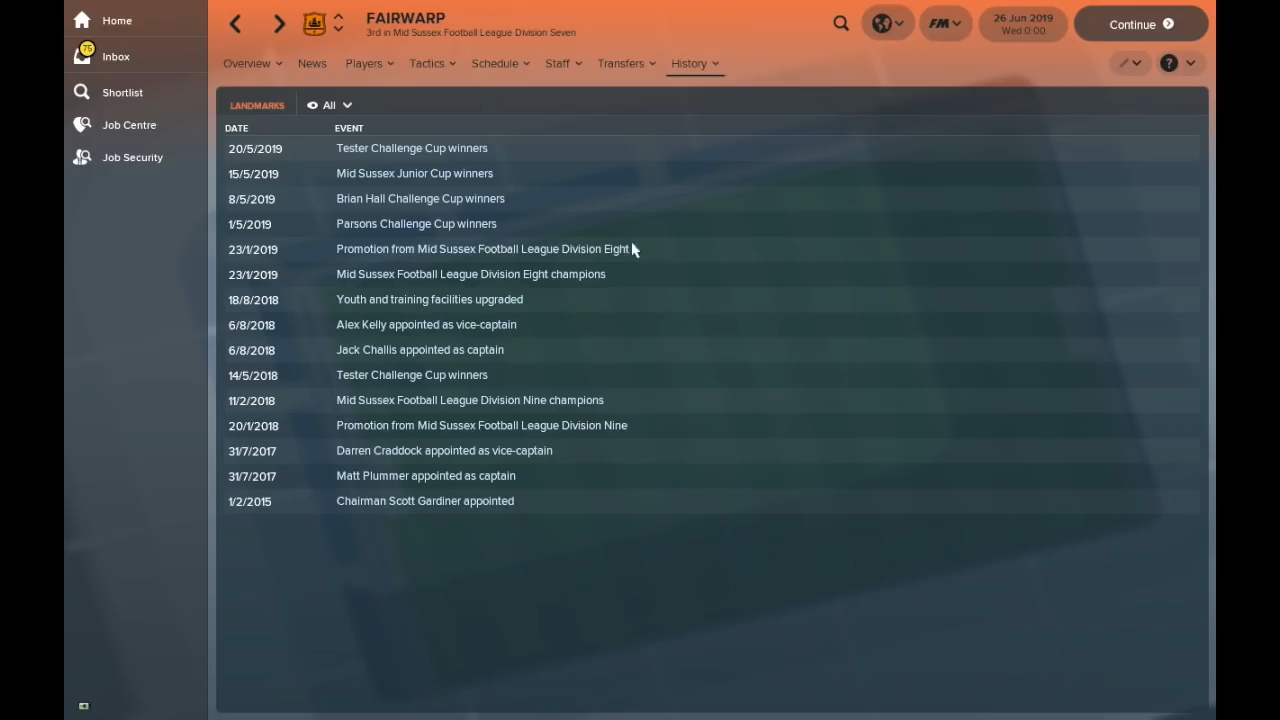 Home
75
Inbox
Shortlist
Job Centre
Job Security
FAIRWARP
3rd in Mid Sussex Football League Division Seven
FM
26 Jun 2019
Wed 0:00
Continue
Overview News Players Tactics Schedule Staff Transfers History
?
LANDMARKS All
DATE EVENT
20/5/2019 Tester Challenge Cup winners
15/5/2019 Mid Sussex Junior Cup winners
8/5/2019 Brian Hall Challenge Cup winners
1/5/2019 Parsons Challenge Cup winners
23/1/2019 Promotion from Mid Sussex Football League Division Eight
23/1/2019 Mid Sussex Football League Division Eight champions
18/8/2018 Youth and training facilities upgraded
6/8/2018 Alex Kelly appointed as vice-captain
6/8/2018 Jack Challis appointed as captain
14/5/2018 Tester Challenge Cup winners
11/2/2018 Mid Sussex Football League Division Nine champions
20/1/2018 Promotion from Mid Sussex Football League Division Nine
31/7/2017 Darren Craddock appointed as vice-captain
31/7/2017 Matt Plummer appointed as captain
1/2/2015 Chairman Scott Gardiner appointed